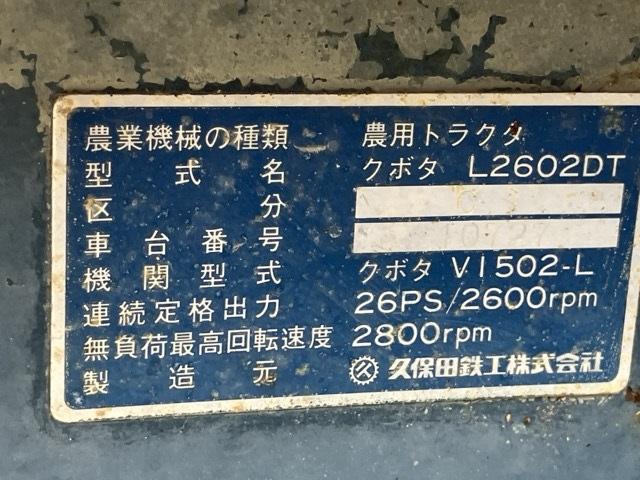 農業機械の種類 農用トラクタ
型式名 クボタ L2602DT
区分
車台番号
機関型式 クボタ V1502-L
連続定格出力 26PS/2600rpm
無負荷最高回転速度 2800rpm
製造元 久保田鉄工株式会社